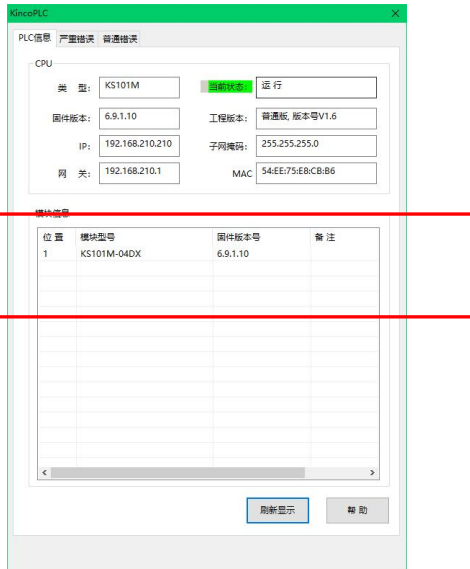 KincoPLC
PLC信息 严重错误 普通错误
CPU
类 型: KS101M 当前状态: 运行
固件版本: 6.9.1.10 工程版本: 普通版, 版本号V1.6
IP: 192.168.210.210 子网掩码: 255.255.255.0
网 关: 192.168.210.1 MAC 54:EE:75:E8:CB:B6
模块信息
位置 模块型号 固件版本号 备注
1 KS101M-04DX 6.9.1.10
刷新显示 帮助